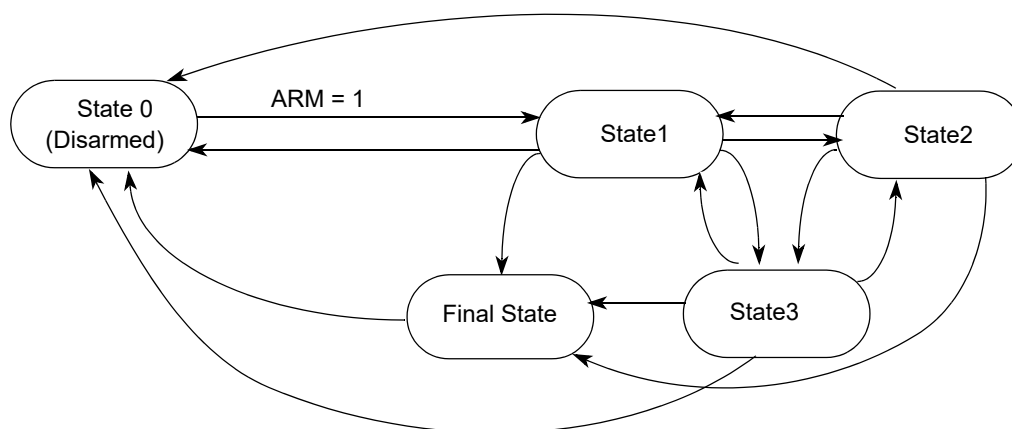 ARM = 1
State 0
(Disarmed)
State1
State2
Final State
State3